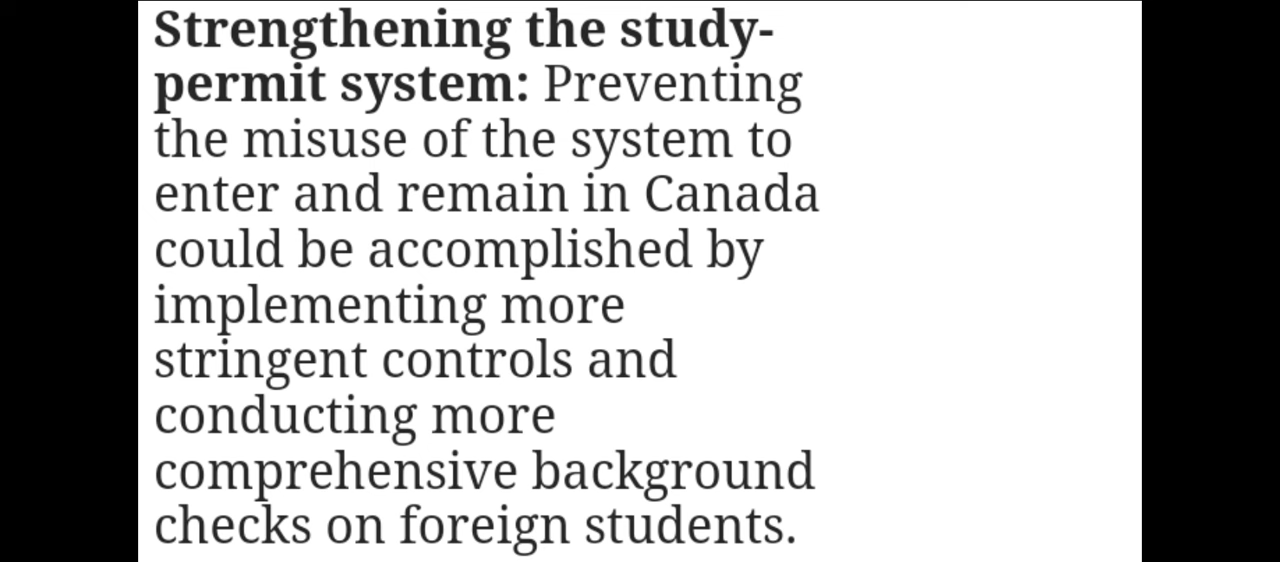 Strengthening the study-
permit system: Preventing
the misuse of the system to
enter and remain in Canada
could be accomplished by
implementing more
stringent controls and
conducting more
comprehensive background
checks on foreign students.